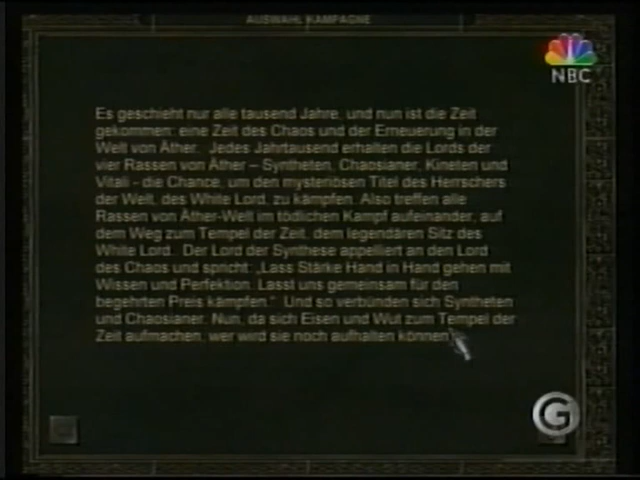 AUSWAHL KAMPAGNE
NBC
Es geschieht nur alle tausend Jahre, und nun ist die Zeit
gekommen: eine Zeit des Chaos und der Erneuerung in der
Welt von Äther. Jedes Jahrtausend erhalten die Lords der
vier Rassen von Äther – Syntheten, Chaosianer, Kineten und
Vitali - die Chance, um den mysteriösen Titel des Herrschers
der Welt, des White Lord, zu kämpfen. Also treffen alle
Rassen von Äther-Welt im tödlichen Kampf aufeinander, auf
dem Weg zum Tempel der Zeit, dem legendären Sitz des
White Lord. Der Lord der Synthese appelliert an den Lord
des Chaos und spricht: „Lass Stärke Hand in Hand gehen mit
Wissen und Perfektion. Lasst uns gemeinsam für den
begehrten Preis kämpfen.“ Und so verbünden sich Syntheten
und Chaosianer. Nun, da sich Eisen und Wut zum Tempel der
Zeit aufmachen, wer wird sie noch aufhalten können
G